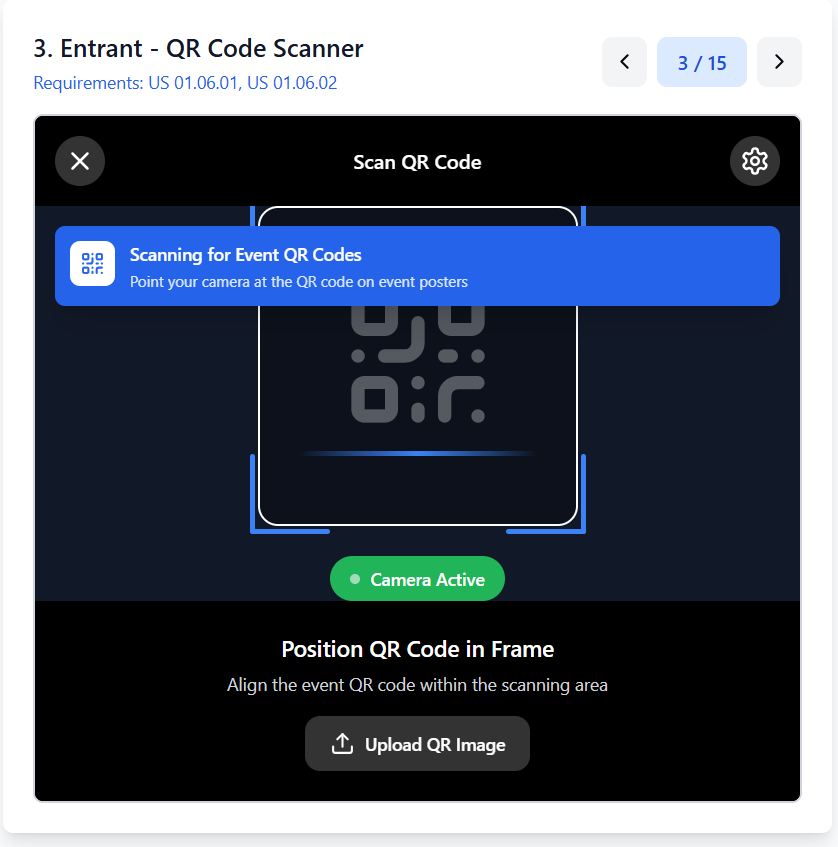 3. Entrant - QR Code Scanner
Requirements: US 01.06.01, US 01.06.02
3 / 15
Scan QR Code
Scanning for Event QR Codes
Point your camera at the QR code on event posters
Camera Active
Position QR Code in Frame
Align the event QR code within the scanning area
Upload QR Image